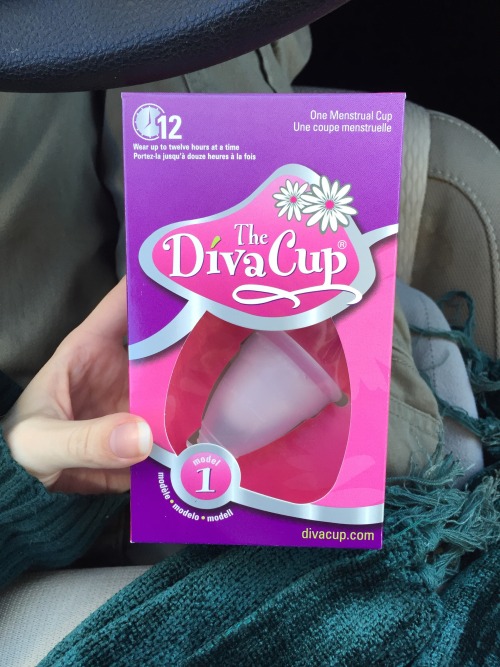 12
Wear up to twelve hours at a time
Portez-la jusqu'à douze heures à la fois
One Menstrual Cup
Une coupe menstruelle
The
DivaCup®
model
1
modèle • modelo • modell
divacup.com